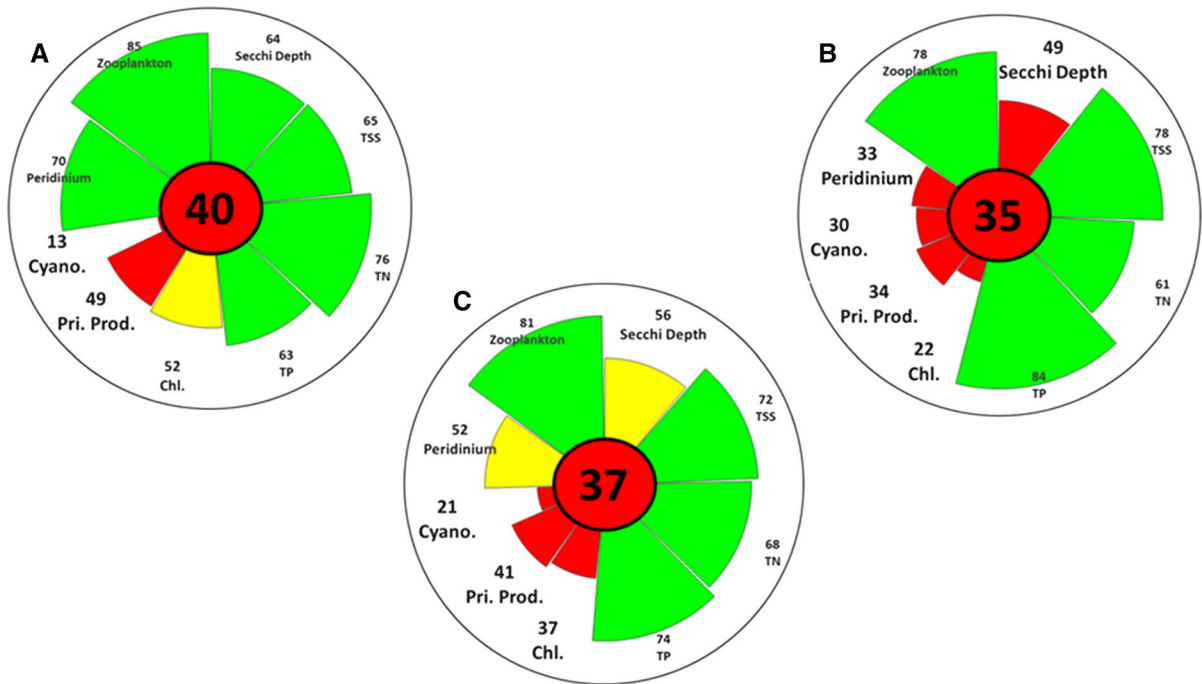 A
85
Zooplankton
64
Secchi Depth
65
TSS
70
Peridinium
40
13
Cyano.
76
TN
49
Pri. Prod.
63
TP
52
Chl.
B
78
Zooplankton
49
Secchi Depth
78
TSS
33
Peridinium
35
30
Cyano.
61
TN
34
Pri. Prod.
22
Chl.
84
TP
C
81
Zooplankton
56
Secchi Depth
72
TSS
52
Peridinium
37
21
Cyano.
68
TN
41
Pri. Prod.
37
Chl.
74
TP